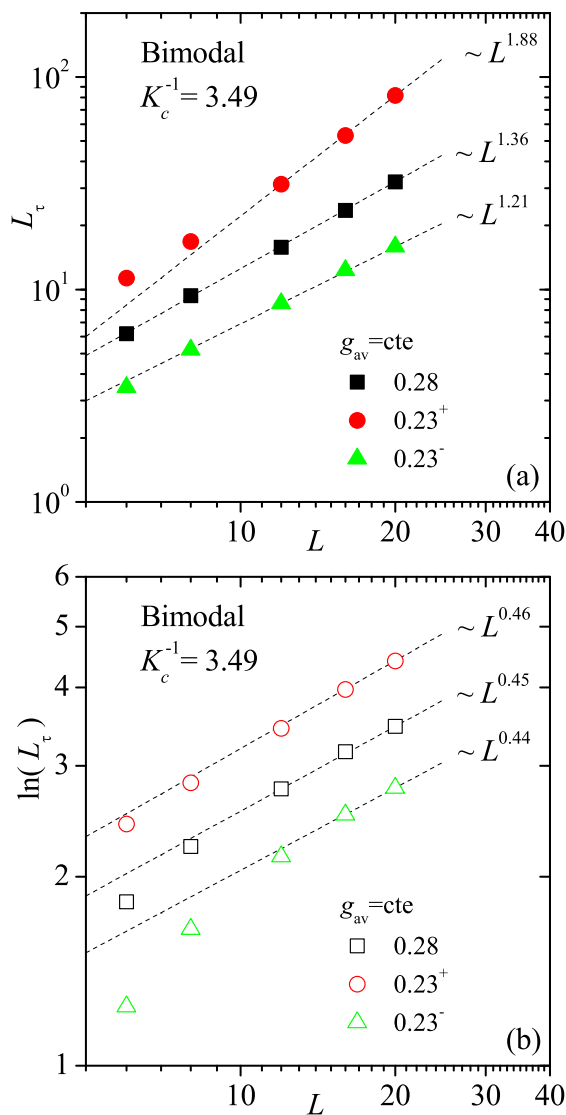 Bimodal
K_c^-1 = 3.49
~ L^1.88
~ L^1.36
~ L^1.21
10^2
10^1
10^0
L_τ
g_av=cte
0.28
0.23^+
0.23^-
(a)
10 20 30 40
L
Bimodal
K_c^-1 = 3.49
~ L^0.46
~ L^0.45
~ L^0.44
6
5
4
3
2
1
ln(L_τ)
g_av=cte
0.28
0.23^+
0.23^-
(b)
10 20 30 40
L